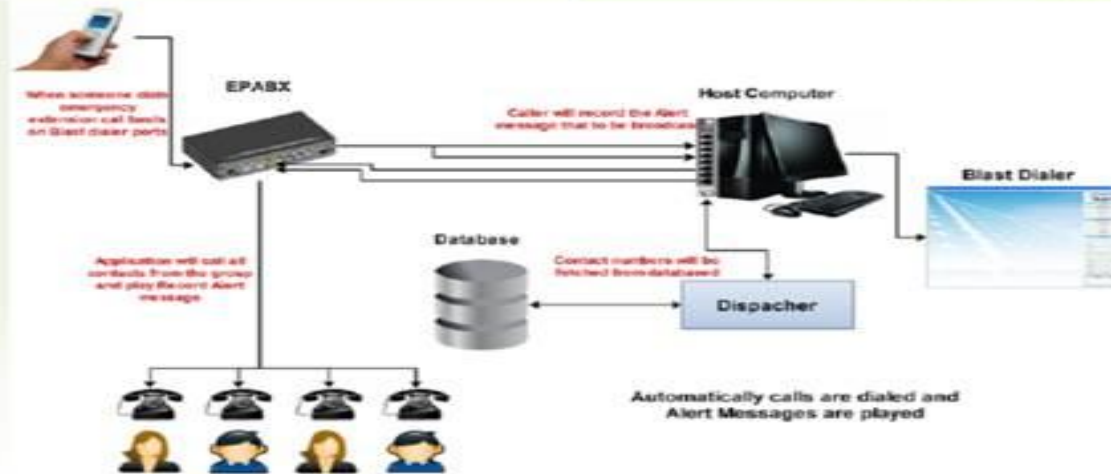 EPABX
When someone dials
emergency
extension call lands
on Blast dialer ports
Caller will record the Alert
message that to be broadcast
Host Computer
Blast Dialer
Database
Application will call all
contacts from the group
and play Record Alert
message
Contact numbers will be
fetched from databased
Dispacher
Automatically calls are dialed and
Alert Messages are played